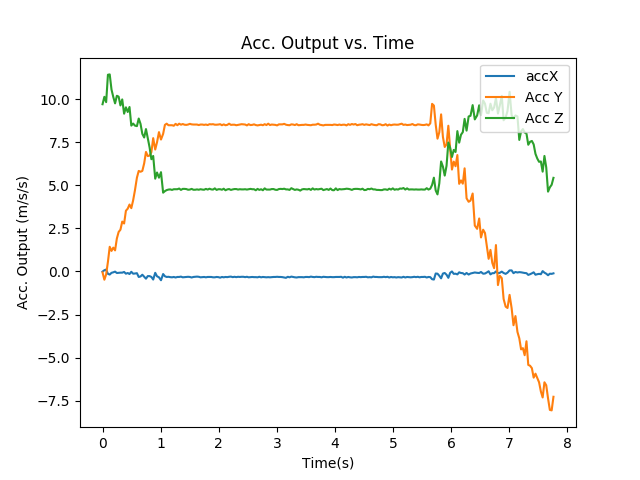 Acc. Output vs. Time
accX
Acc Y
Acc Z
Acc. Output (m/s/s)
10.0
7.5
5.0
2.5
0.0
−2.5
−5.0
−7.5
0 1 2 3 4 5 6 7 8
Time(s)